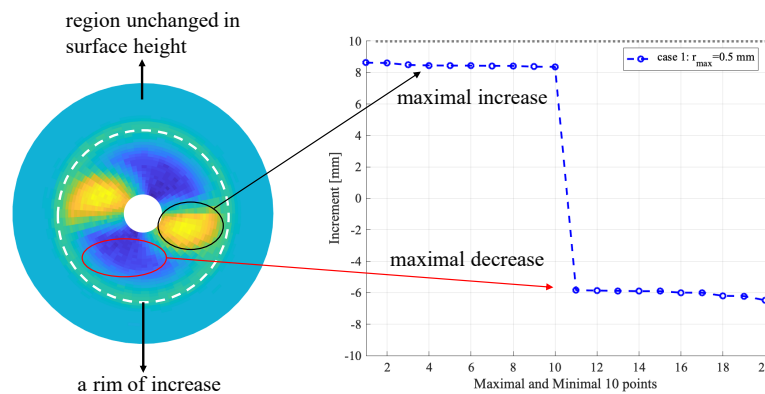 region unchanged in
surface height
a rim of increase
10
8
6
4
2
0
-2
-4
-6
-8
-10
Increment [mm]
case 1: r_max=0.5 mm
maximal increase
maximal decrease
2 4 6 8 10 12 14 16 18 2
Maximal and Minimal 10 points